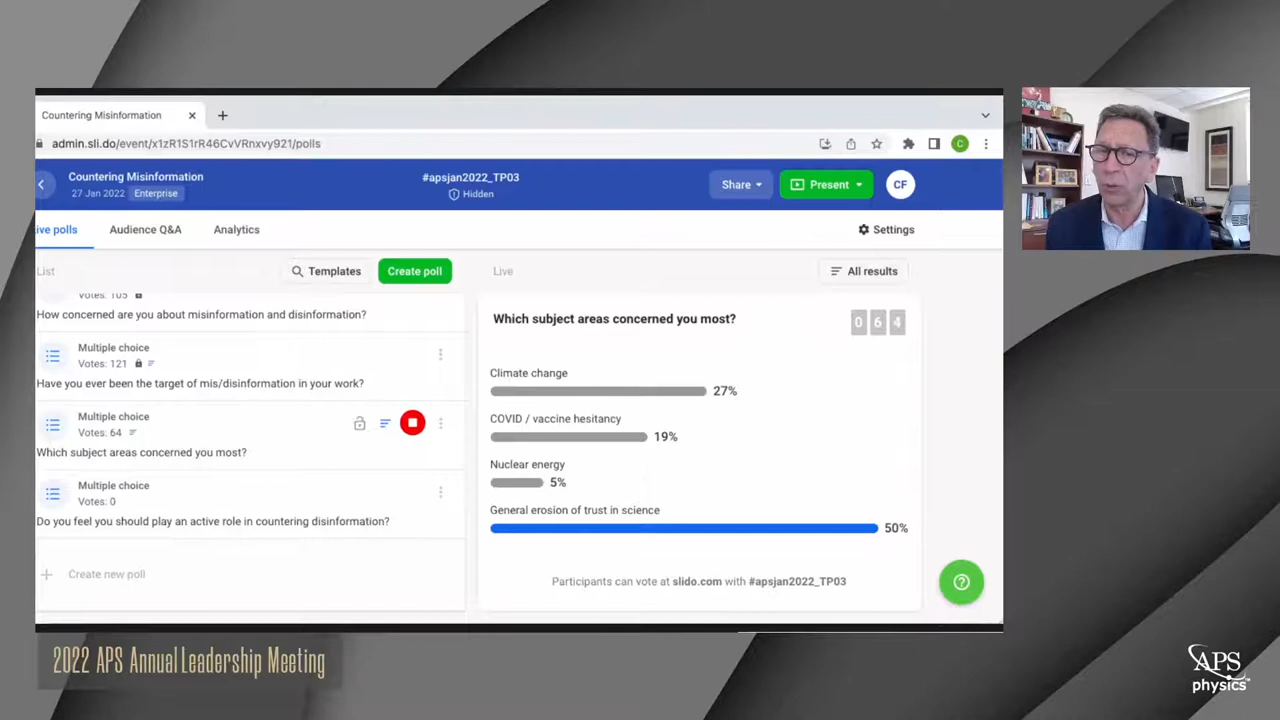 Countering Misinformation
admin.sli.do/event/x1zR1S1rR46CvVRnxvy921/polls
C
Countering Misinformation
27 Jan 2022 Enterprise
#apsjan2022_TP03
Hidden
Share
Present
CF
ive polls
Audience Q&A
Analytics
Settings
List
Templates
Create poll
Live
All results
Votes: 105
How concerned are you about misinformation and disinformation?
Multiple choice
Votes: 121
Have you ever been the target of mis/disinformation in your work?
Multiple choice
Votes: 64
Which subject areas concerned you most?
Multiple choice
Votes: 0
Do you feel you should play an active role in countering disinformation?
Create new poll
Which subject areas concerned you most?
064
Climate change
27%
COVID / vaccine hesitancy
19%
Nuclear energy
5%
General erosion of trust in science
50%
Participants can vote at slido.com with #apsjan2022_TP03
2022 APS Annual Leadership Meeting
APS
physics™